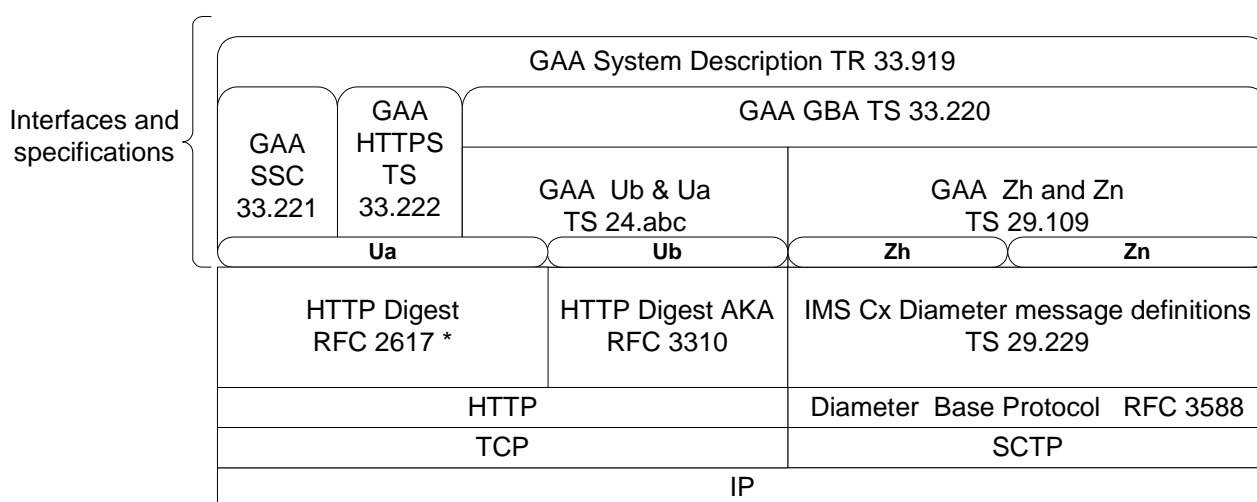 GAA System Description TR 33.919
Interfaces and
specifications
GAA
SSC
33.221
GAA
HTTPS
TS
33.222
GAA GBA TS 33.220
GAA Ub & Ua
TS 24.abc
GAA Zh and Zn
TS 29.109
Ua
Ub
Zh
Zn
HTTP Digest
RFC 2617 *
HTTP Digest AKA
RFC 3310
IMS Cx Diameter message definitions
TS 29.229
HTTP
Diameter Base Protocol RFC 3588
TCP
SCTP
IP